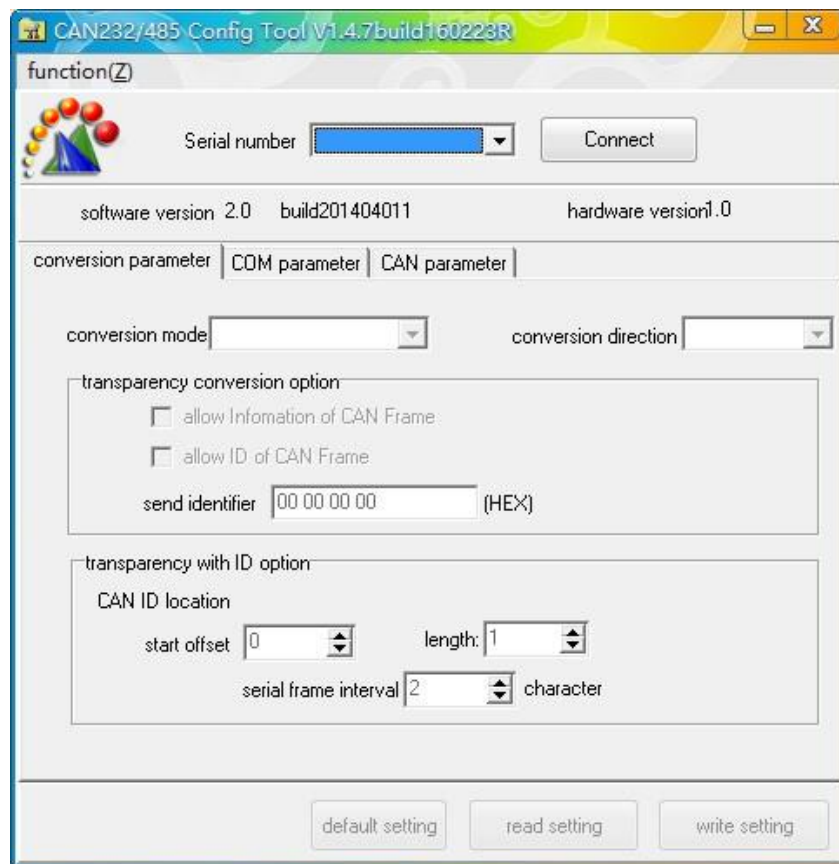 CAN232/485 Config Tool V1.4.7build160223R
function(Z)
Serial number Connect
software version 2.0 build201404011 hardware version1.0
conversion parameter COM parameter CAN parameter
conversion mode conversion direction
transparency conversion option
allow Infomation of CAN Frame
allow ID of CAN Frame
send identifier 00 00 00 00 (HEX)
transparency with ID option
CAN ID location
start offset 0 length: 1
serial frame interval 2 character
default setting read setting write setting